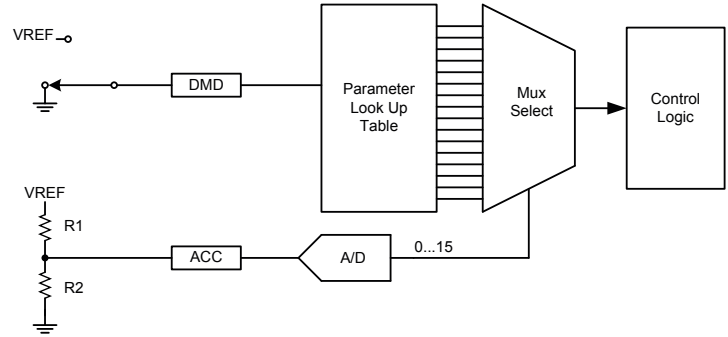 VREF
DMD
Parameter
Look Up
Table
Mux
Select
Control
Logic
VREF
R1
R2
ACC
A/D
0...15